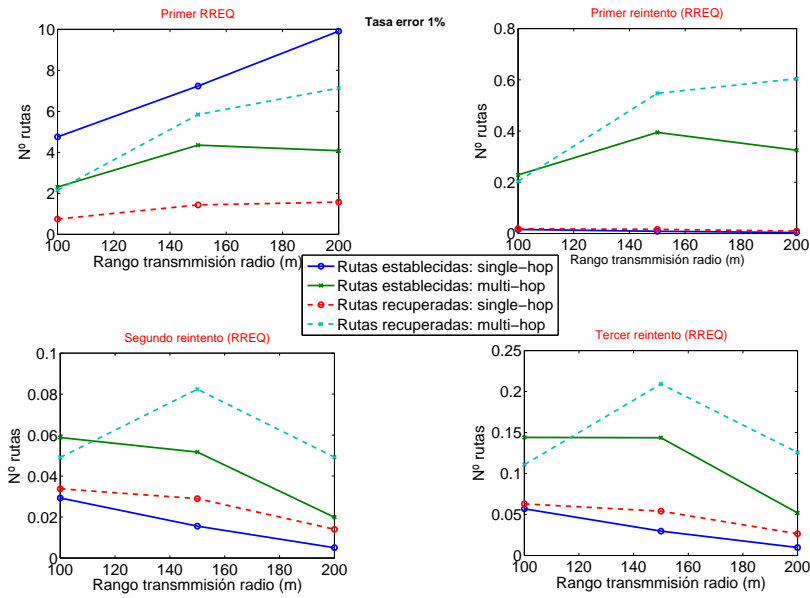 Tasa error 1%
Primer RREQ
10
8
6
4
2
0
Nº rutas
100 120 140 160 180 200
Rango transmmisión radio (m)
Primer reintento (RREQ)
0.8
0.6
0.4
0.2
0
Nº rutas
100 120 140 160 180 200
Rango transmmisión radio (m)
Rutas establecidas: single−hop
Rutas establecidas: multi−hop
Rutas recuperadas: single−hop
Rutas recuperadas: multi−hop
Segundo reintento (RREQ)
0.1
0.08
0.06
0.04
0.02
0
Nº rutas
100 120 140 160 180 200
Rango transmmisión radio (m)
Tercer reintento (RREQ)
0.25
0.2
0.15
0.1
0.05
0
Nº rutas
100 120 140 160 180 200
Rango transmmisión radio (m)